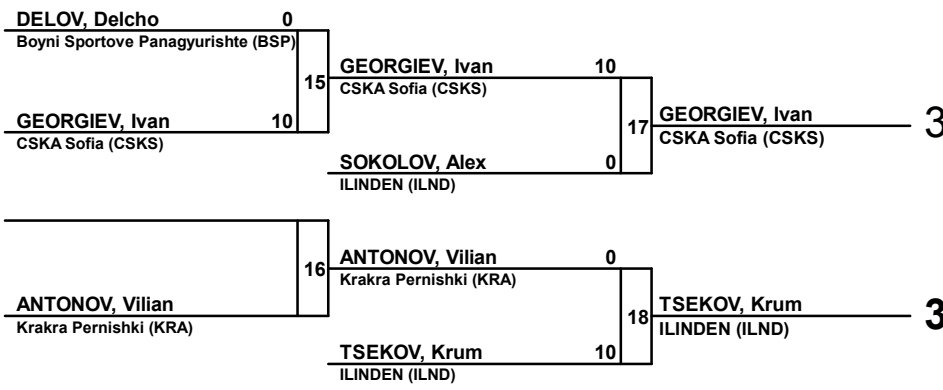 DELOV, Delcho 0
Boyni Sportove Panagyurishte (BSP)
15
GEORGIEV, Ivan 10
CSKA Sofia (CSKS)
GEORGIEV, Ivan 10
CSKA Sofia (CSKS)
17
GEORGIEV, Ivan
CSKA Sofia (CSKS)
3
SOKOLOV, Alex 0
ILINDEN (ILND)
16
ANTONOV, Vilian 0
Krakra Pernishki (KRA)
ANTONOV, Vilian
Krakra Pernishki (KRA)
18
TSEKOV, Krum
ILINDEN (ILND)
3
TSEKOV, Krum 10
ILINDEN (ILND)